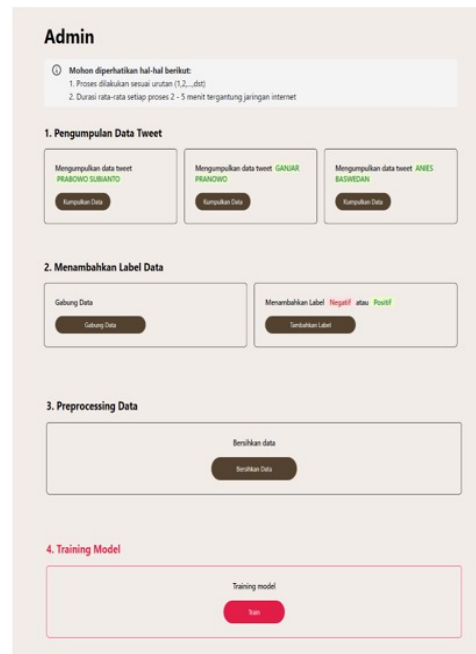 Admin
Mohon diperhatikan hal-hal berikut:
1. Proses dilakukan sesuai urutan (1,2,...,dst)
2. Durasi rata-rata setiap proses 2 - 5 menit tergantung jaringan internet
1. Pengumpulan Data Tweet
Mengumpulkan data tweet
PRABOWO SUBIANTO
Kumpulkan Data
Mengumpulkan data tweet GANJAR
PRANOWO
Kumpulkan Data
Mengumpulkan data tweet ANIES
BASWEDAN
Kumpulkan Data
2. Menambahkan Label Data
Gabung Data
Gabung Data
Menambahkan Label Negatif atau Positif
Tambahkan Label
3. Preprocessing Data
Bersihkan data
Bersihkan Data
4. Training Model
Training model
Train